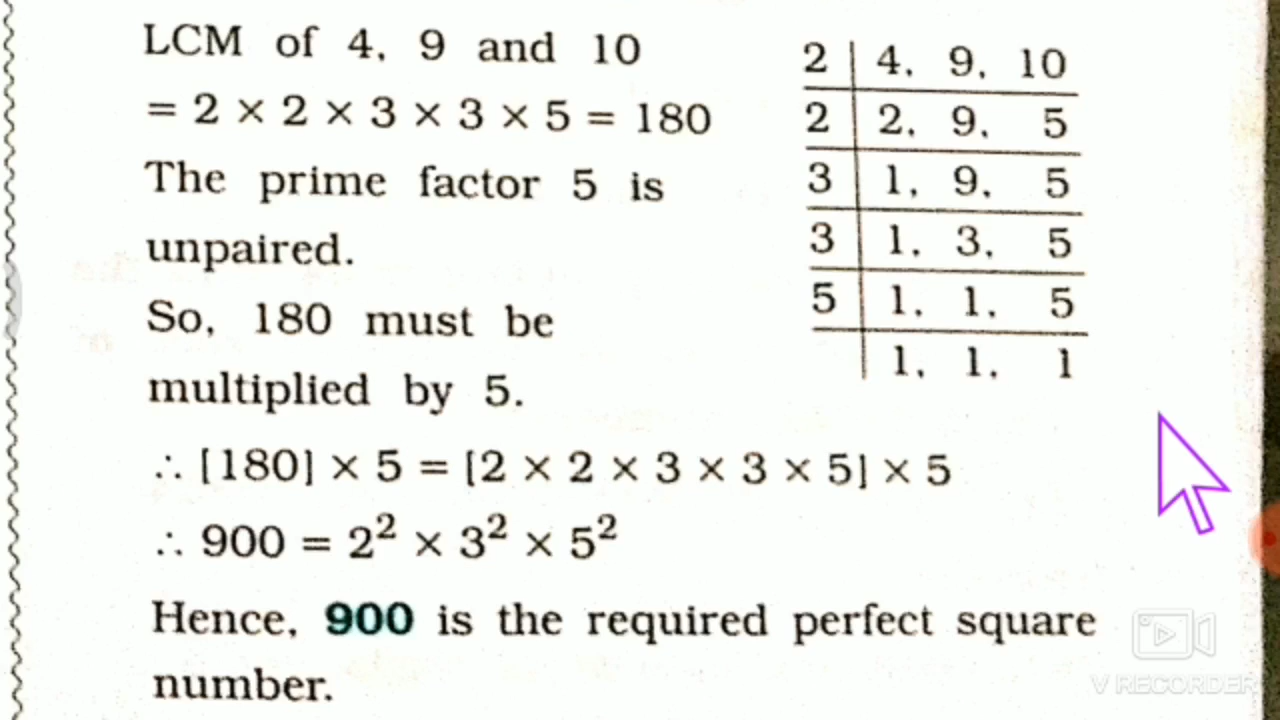 LCM of 4, 9 and 10
= 2 × 2 × 3 × 3 × 5 = 180
The prime factor 5 is
unpaired.
So, 180 must be
multiplied by 5.
∴ [180] × 5 = [2 × 2 × 3 × 3 × 5] × 5
∴ 900 = 2² × 3² × 5²
Hence, 900 is the required perfect square
number.
2 | 4, 9, 10
2 | 2, 9, 5
3 | 1, 9, 5
3 | 1, 3, 5
5 | 1, 1, 5
| 1, 1, 1
V RECORDER